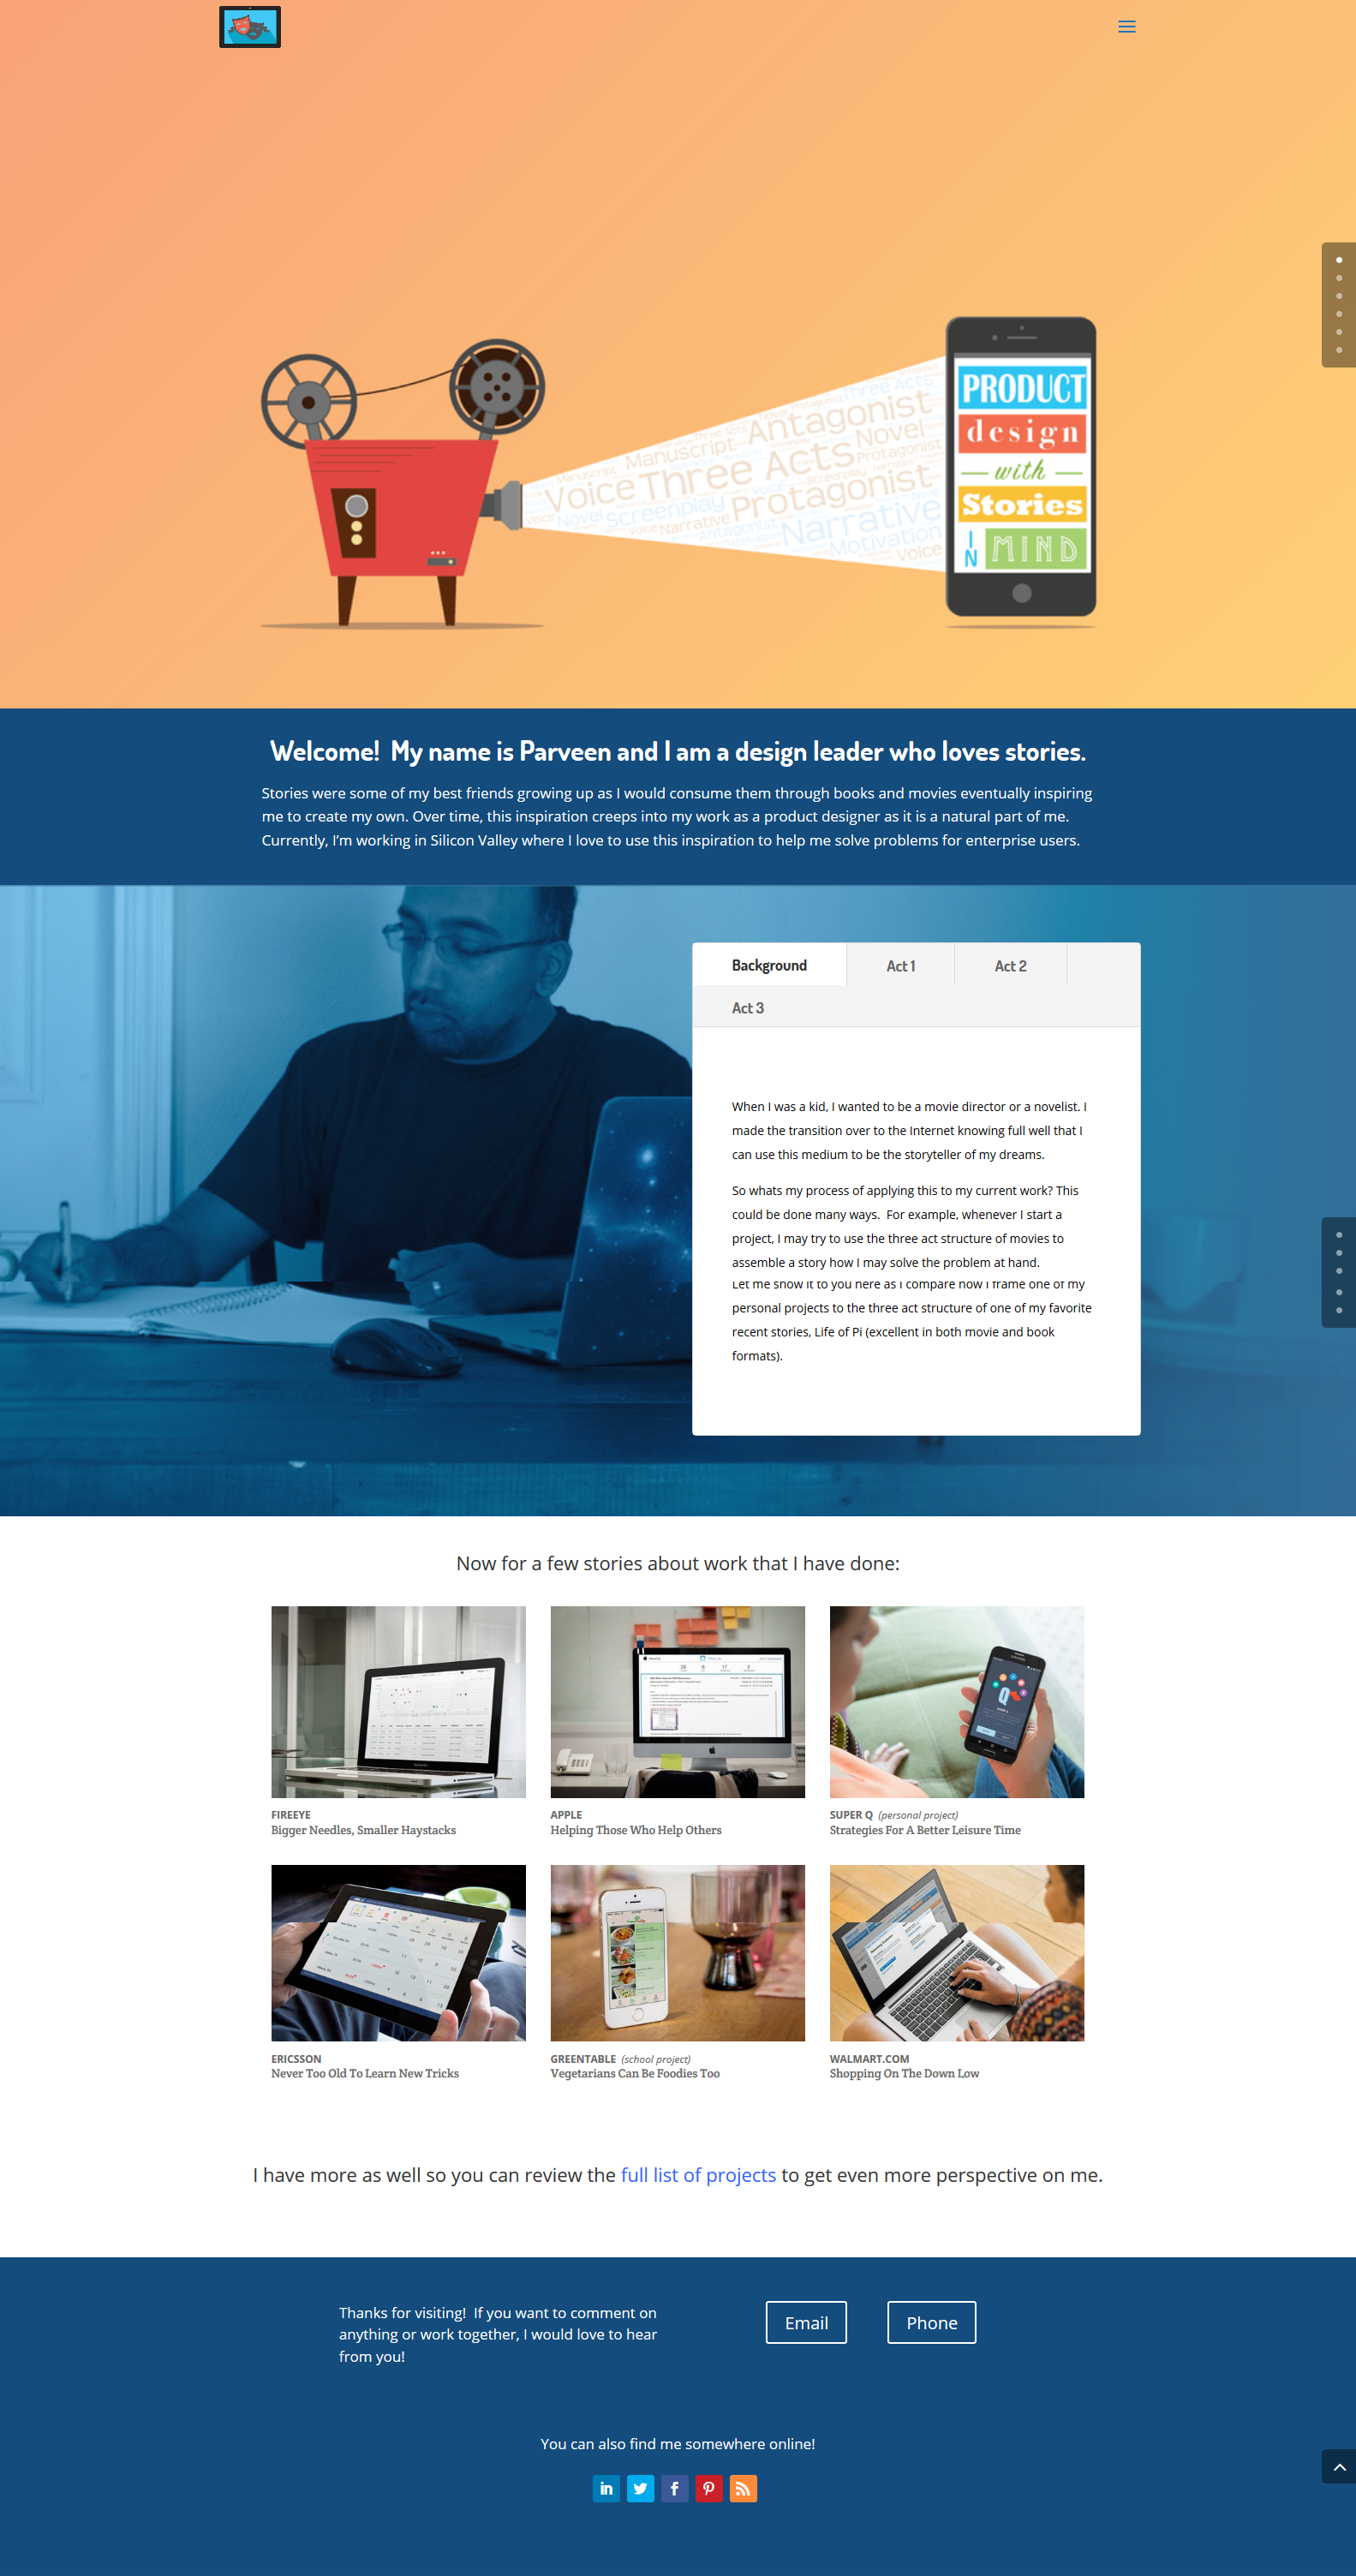 PRODUCT
design
with
Stories
IN MIND
Three Acts
Antagonist
Manuscript
Novel
Three Acts
Protagonist
Voice
Screenplay
Protagonist
Novel
Narrative
Antagonist
Narrative
Motivation
Voice
Welcome!  My name is Parveen and I am a design leader who loves stories.
Stories were some of my best friends growing up as I would consume them through books and movies eventually inspiring
me to create my own. Over time, this inspiration creeps into my work as a product designer as it is a natural part of me.
Currently, I'm working in Silicon Valley where I love to use this inspiration to help me solve problems for enterprise users.
Background
Act 1
Act 2
Act 3
When I was a kid, I wanted to be a movie director or a novelist. I
made the transition over to the Internet knowing full well that I
can use this medium to be the storyteller of my dreams.
So whats my process of applying this to my current work? This
could be done many ways.  For example, whenever I start a
project, I may try to use the three act structure of movies to
assemble a story how I may solve the problem at hand.
Let me show it to you here as I compare how I frame one of my
personal projects to the three act structure of one of my favorite
recent stories, Life of Pi (excellent in both movie and book
formats).
Now for a few stories about work that I have done:
FIREEYE
Bigger Needles, Smaller Haystacks
APPLE
Helping Those Who Help Others
SUPER Q (personal project)
Strategies For A Better Leisure Time
ERICSSON
Never Too Old To Learn New Tricks
GREENTABLE (school project)
Vegetarians Can Be Foodies Too
WALMART.COM
Shopping On The Down Low
I have more as well so you can review the full list of projects to get even more perspective on me.
Thanks for visiting!  If you want to comment on
anything or work together, I would love to hear
from you!
Email
Phone
You can also find me somewhere online!